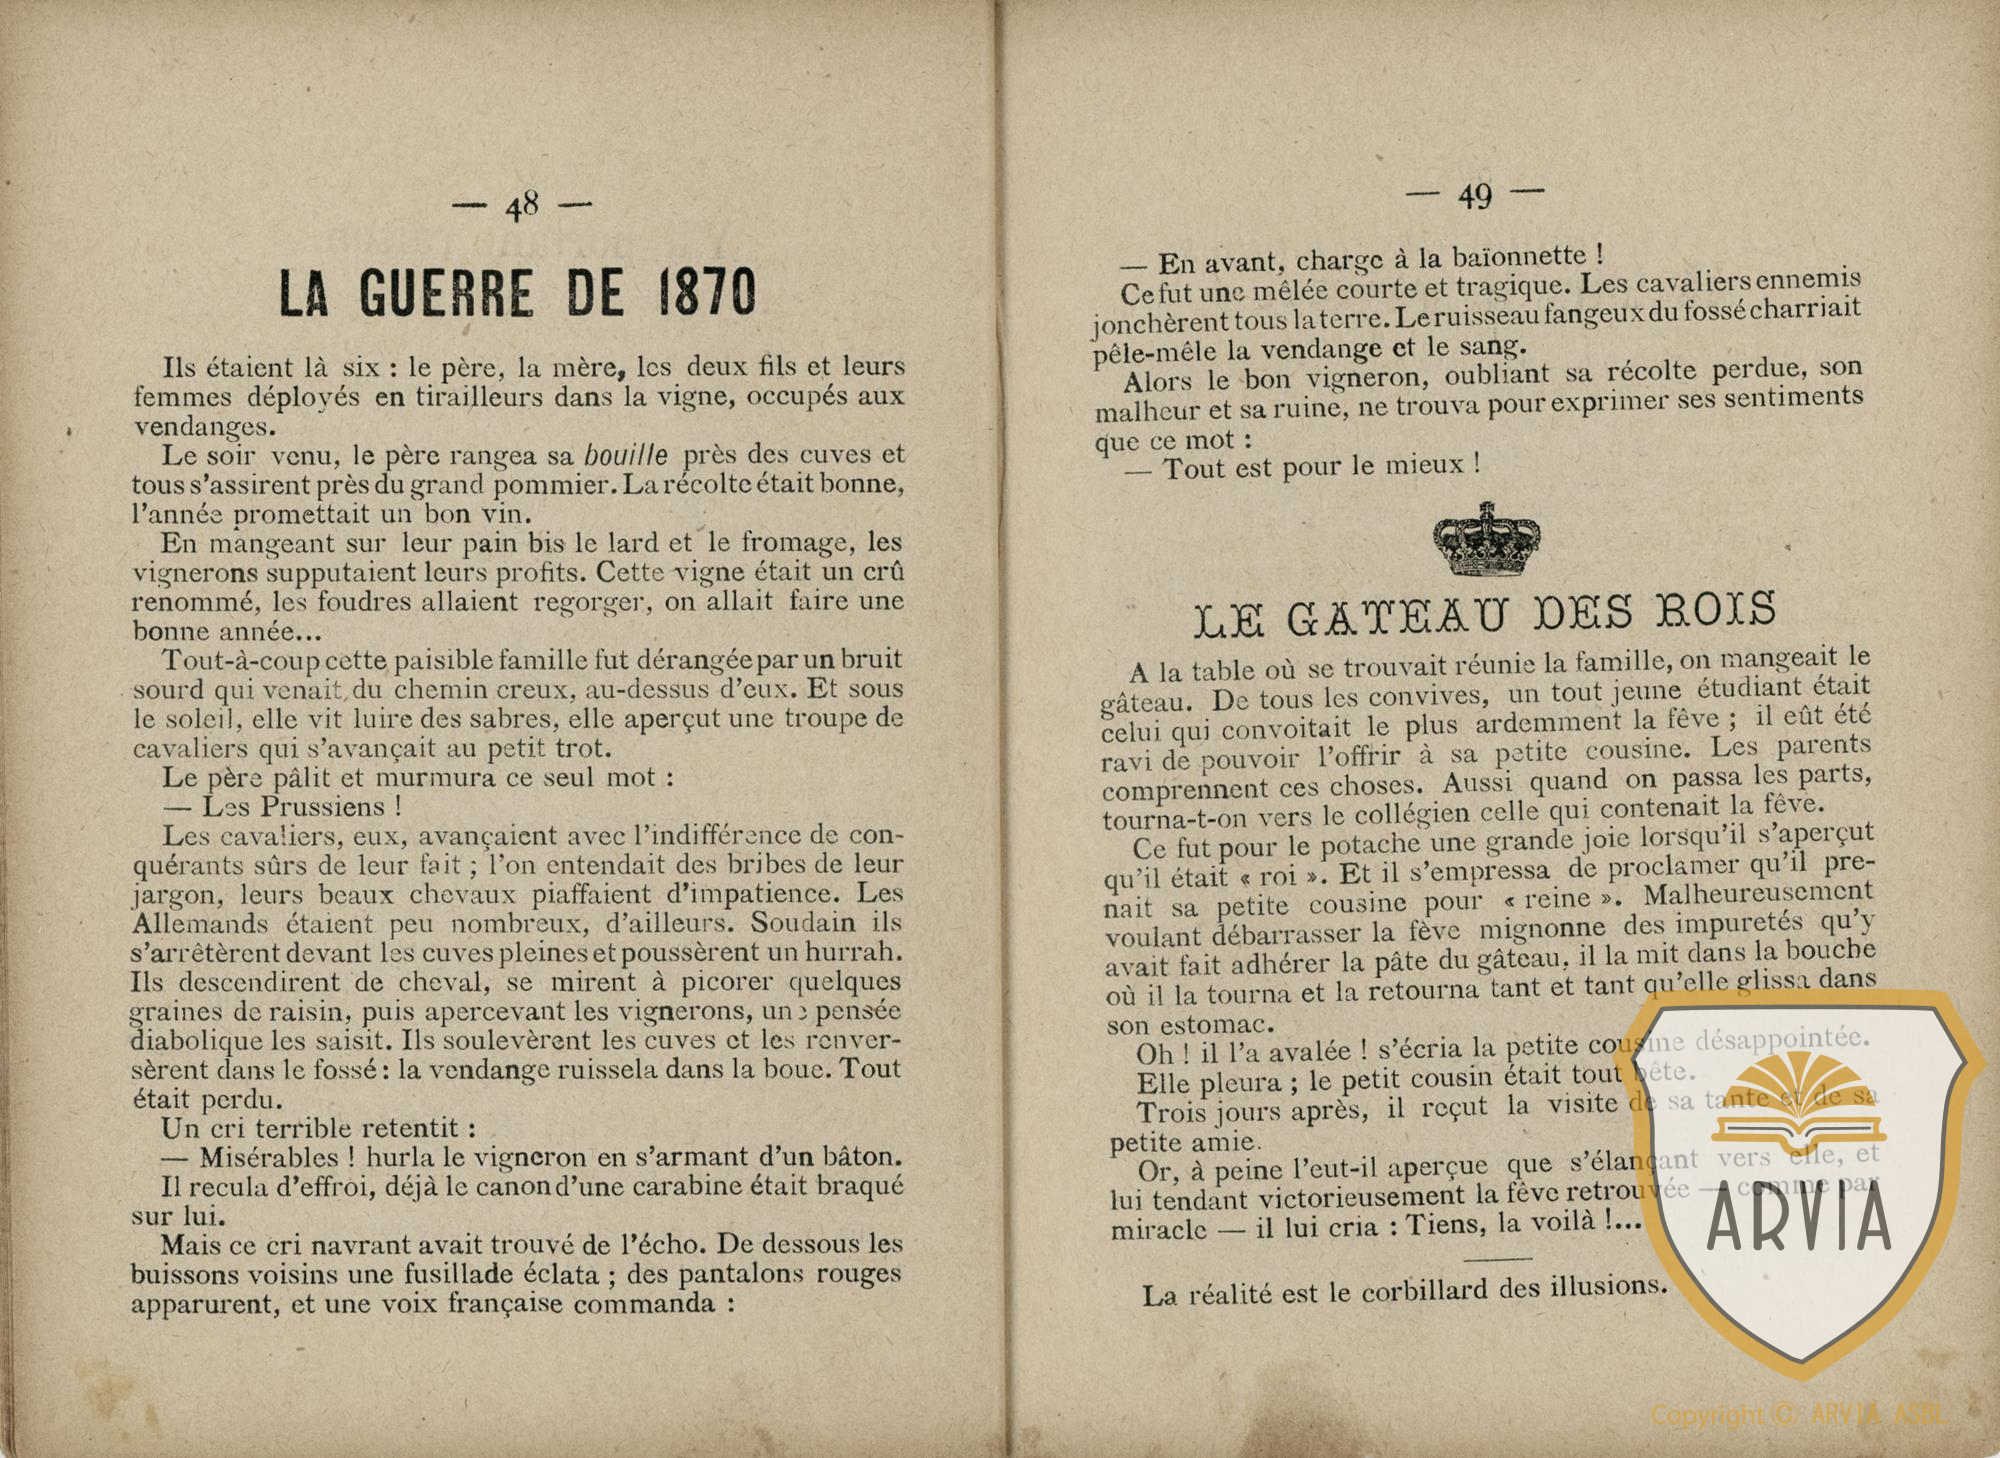 — 48 —
LA GUERRE DE 1870
Ils étaient là six : le père, la mère, les deux fils et leurs
femmes déployés en tirailleurs dans la vigne, occupés aux
vendanges.
Le soir venu, le père rangea sa bouille près des cuves et
tous s'assirent près du grand pommier. La récolte était bonne,
l'année promettait un bon vin.
En mangeant sur leur pain bis le lard et le fromage, les
vignerons supputaient leurs profits. Cette vigne était un crû
renommé, les foudres allaient regorger, on allait faire une
bonne année...
Tout-à-coup cette paisible famille fut dérangée par un bruit
sourd qui venait du chemin creux, au-dessus d'eux. Et sous
le soleil, elle vit luire des sabres, elle aperçut une troupe de
cavaliers qui s'avançait au petit trot.
Le père pâlit et murmura ce seul mot :
— Les Prussiens !
Les cavaliers, eux, avançaient avec l'indifférence de con-
quérants sûrs de leur fait ; l'on entendait des bribes de leur
jargon, leurs beaux chevaux piaffaient d'impatience. Les
Allemands étaient peu nombreux, d'ailleurs. Soudain ils
s'arrêtèrent devant les cuves pleines et poussèrent un hurrah.
Ils descendirent de cheval, se mirent à picorer quelques
graines de raisin, puis apercevant les vignerons, une pensée
diabolique les saisit. Ils soulevèrent les cuves et les renver-
sèrent dans le fossé : la vendange ruissela dans la boue. Tout
était perdu.
Un cri terrible retentit :
— Misérables ! hurla le vigneron en s'armant d'un bâton.
Il recula d'effroi, déjà le canon d'une carabine était braqué
sur lui.
Mais ce cri navrant avait trouvé de l'écho. De dessous les
buissons voisins une fusillade éclata ; des pantalons rouges
apparurent, et une voix française commanda :
— 49 —
— En avant, charge à la baïonnette !
Ce fut une mêlée courte et tragique. Les cavaliers ennemis
jonchèrent tous la terre. Le ruisseau fangeux du fossé charriait
pêle-mêle la vendange et le sang.
Alors le bon vigneron, oubliant sa récolte perdue, son
malheur et sa ruine, ne trouva pour exprimer ses sentiments
que ce mot :
— Tout est pour le mieux !
LE GATEAU DES ROIS
A la table où se trouvait réunie la famille, on mangeait le
gâteau. De tous les convives, un tout jeune étudiant était
celui qui convoitait le plus ardemment la fêve ; il eût été
ravi de pouvoir l'offrir à sa petite cousine. Les parents
comprennent ces choses. Aussi quand on passa les parts,
tourna-t-on vers le collégien celle qui contenait la fêve.
Ce fut pour le potache une grande joie lorsqu'il s'aperçut
qu'il était « roi ». Et il s'empressa de proclamer qu'il pre-
nait sa petite cousine pour « reine ». Malheureusement
voulant débarrasser la fève mignonne des impuretés qu'y
avait fait adhérer la pâte du gâteau, il la mit dans la bouche
où il la tourna et la retourna tant et tant qu'elle glissa dans
son estomac.
Oh ! il l'a avalée ! s'écria la petite cousine désappointée.
Elle pleura ; le petit cousin était tout bête.
Trois jours après, il reçut la visite de sa tante et de sa
petite amie.
Or, à peine l'eut-il aperçue que s'élançant vers elle, et
lui tendant victorieusement la fêve retrouvée — comme par
miracle — il lui cria : Tiens, la voilà !...
La réalité est le corbillard des illusions.
ARVIA
Copyright © ARVIA ASBL